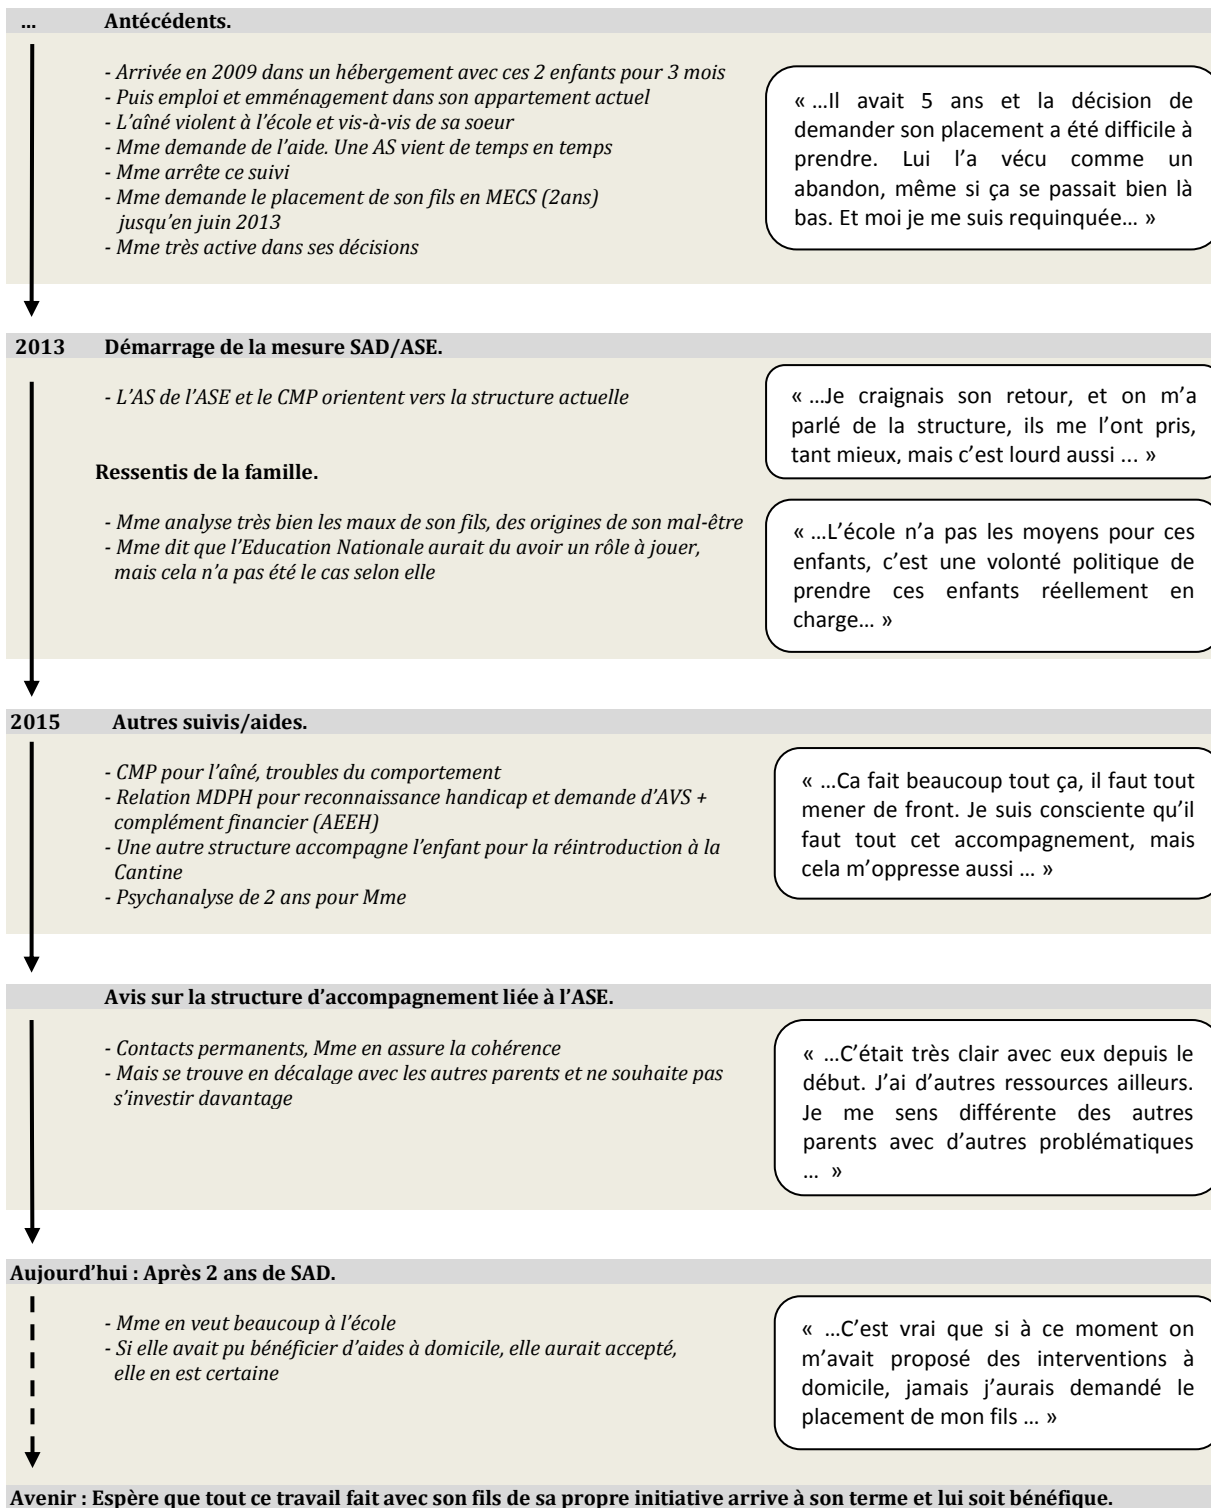 ... Antécédents.
- Arrivée en 2009 dans un hébergement avec ces 2 enfants pour 3 mois
- Puis emploi et emménagement dans son appartement actuel
- L'aîné violent à l'école et vis-à-vis de sa soeur
- Mme demande de l'aide. Une AS vient de temps en temps
- Mme arrête ce suivi
- Mme demande le placement de son fils en MECS (2ans)
jusqu'en juin 2013
- Mme très active dans ses décisions
« ...Il avait 5 ans et la décision de
demander son placement a été difficile à
prendre. Lui l'a vécu comme un
abandon, même si ça se passait bien là
bas. Et moi je me suis requinquée... »
2013 Démarrage de la mesure SAD/ASE.
- L'AS de l'ASE et le CMP orientent vers la structure actuelle
« ...Je craignais son retour, et on m'a
parlé de la structure, ils me l'ont pris,
tant mieux, mais c'est lourd aussi ... »
Ressentis de la famille.
- Mme analyse très bien les maux de son fils, des origines de son mal-être
- Mme dit que l'Education Nationale aurait du avoir un rôle à jouer,
mais cela n'a pas été le cas selon elle
« ...L'école n'a pas les moyens pour ces
enfants, c'est une volonté politique de
prendre ces enfants réellement en
charge... »
2015 Autres suivis/aides.
- CMP pour l'aîné, troubles du comportement
- Relation MDPH pour reconnaissance handicap et demande d'AVS +
complément financier (AEEH)
- Une autre structure accompagne l'enfant pour la réintroduction à la
Cantine
- Psychanalyse de 2 ans pour Mme
« ...Ca fait beaucoup tout ça, il faut tout
mener de front. Je suis consciente qu'il
faut tout cet accompagnement, mais
cela m'oppresse aussi ... »
Avis sur la structure d'accompagnement liée à l'ASE.
- Contacts permanents, Mme en assure la cohérence
- Mais se trouve en décalage avec les autres parents et ne souhaite pas
s'investir davantage
« ...C'était très clair avec eux depuis le
début. J'ai d'autres ressources ailleurs.
Je me sens différente des autres
parents avec d'autres problématiques
... »
Aujourd'hui : Après 2 ans de SAD.
- Mme en veut beaucoup à l'école
- Si elle avait pu bénéficier d'aides à domicile, elle aurait accepté,
elle en est certaine
« ...C'est vrai que si à ce moment on
m'avait proposé des interventions à
domicile, jamais j'aurais demandé le
placement de mon fils ... »
Avenir : Espère que tout ce travail fait avec son fils de sa propre initiative arrive à son terme et lui soit bénéfique.